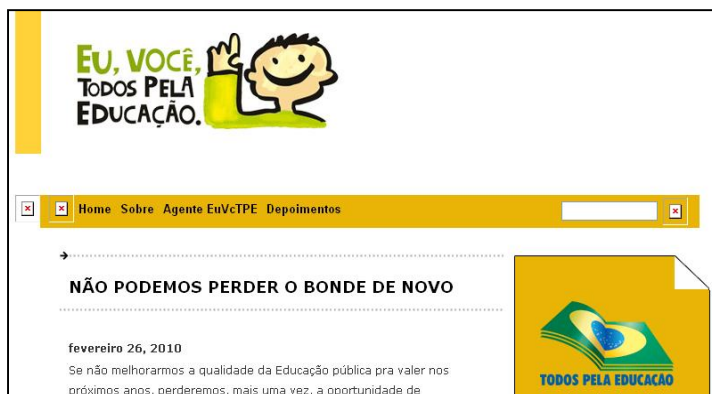 EU, VOCÊ,
TODOS PELA
EDUCAÇÃO.
Home Sobre Agente EuVcTPE Depoimentos
NÃO PODEMOS PERDER O BONDE DE NOVO
fevereiro 26, 2010
Se não melhorarmos a qualidade da Educação pública pra valer nos
próximos anos, perderemos, mais uma vez, a oportunidade de
TODOS PELA EDUCAÇÃO